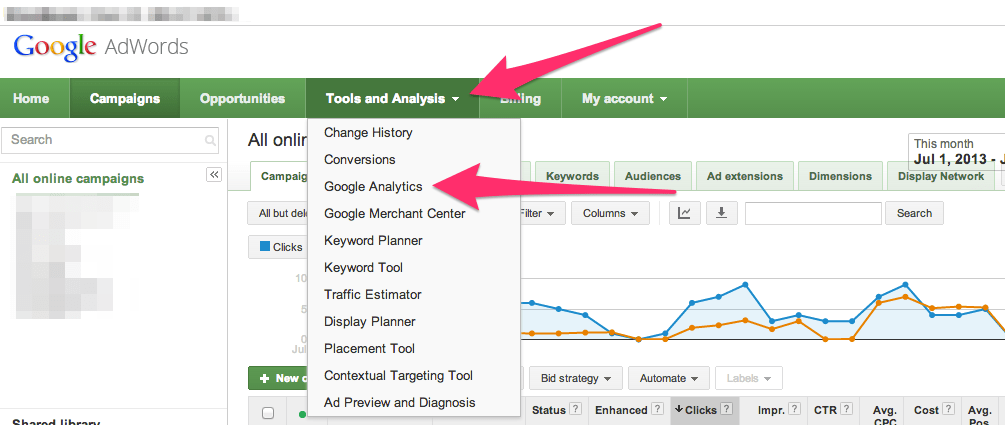 Google AdWords
Home Campaigns Opportunities Tools and Analysis Billing My account
Search
All online campaigns
Shared library
Change History
Conversions
Google Analytics
Google Merchant Center
Keyword Planner
Keyword Tool
Traffic Estimator
Display Planner
Placement Tool
Contextual Targeting Tool
Ad Preview and Diagnosis
All onlin
This month
Jul 1, 2013 - J
Campaig Keywords Audiences Ad extensions Dimensions Display Network
All but dele Filter Columns Search
Clicks
10
5
Jul
+ New c Bid strategy Automate Labels
Status ? Enhanced ? Clicks ? Impr. ? CTR ? Avg. CPC ? Cost ? Avg. Pos.